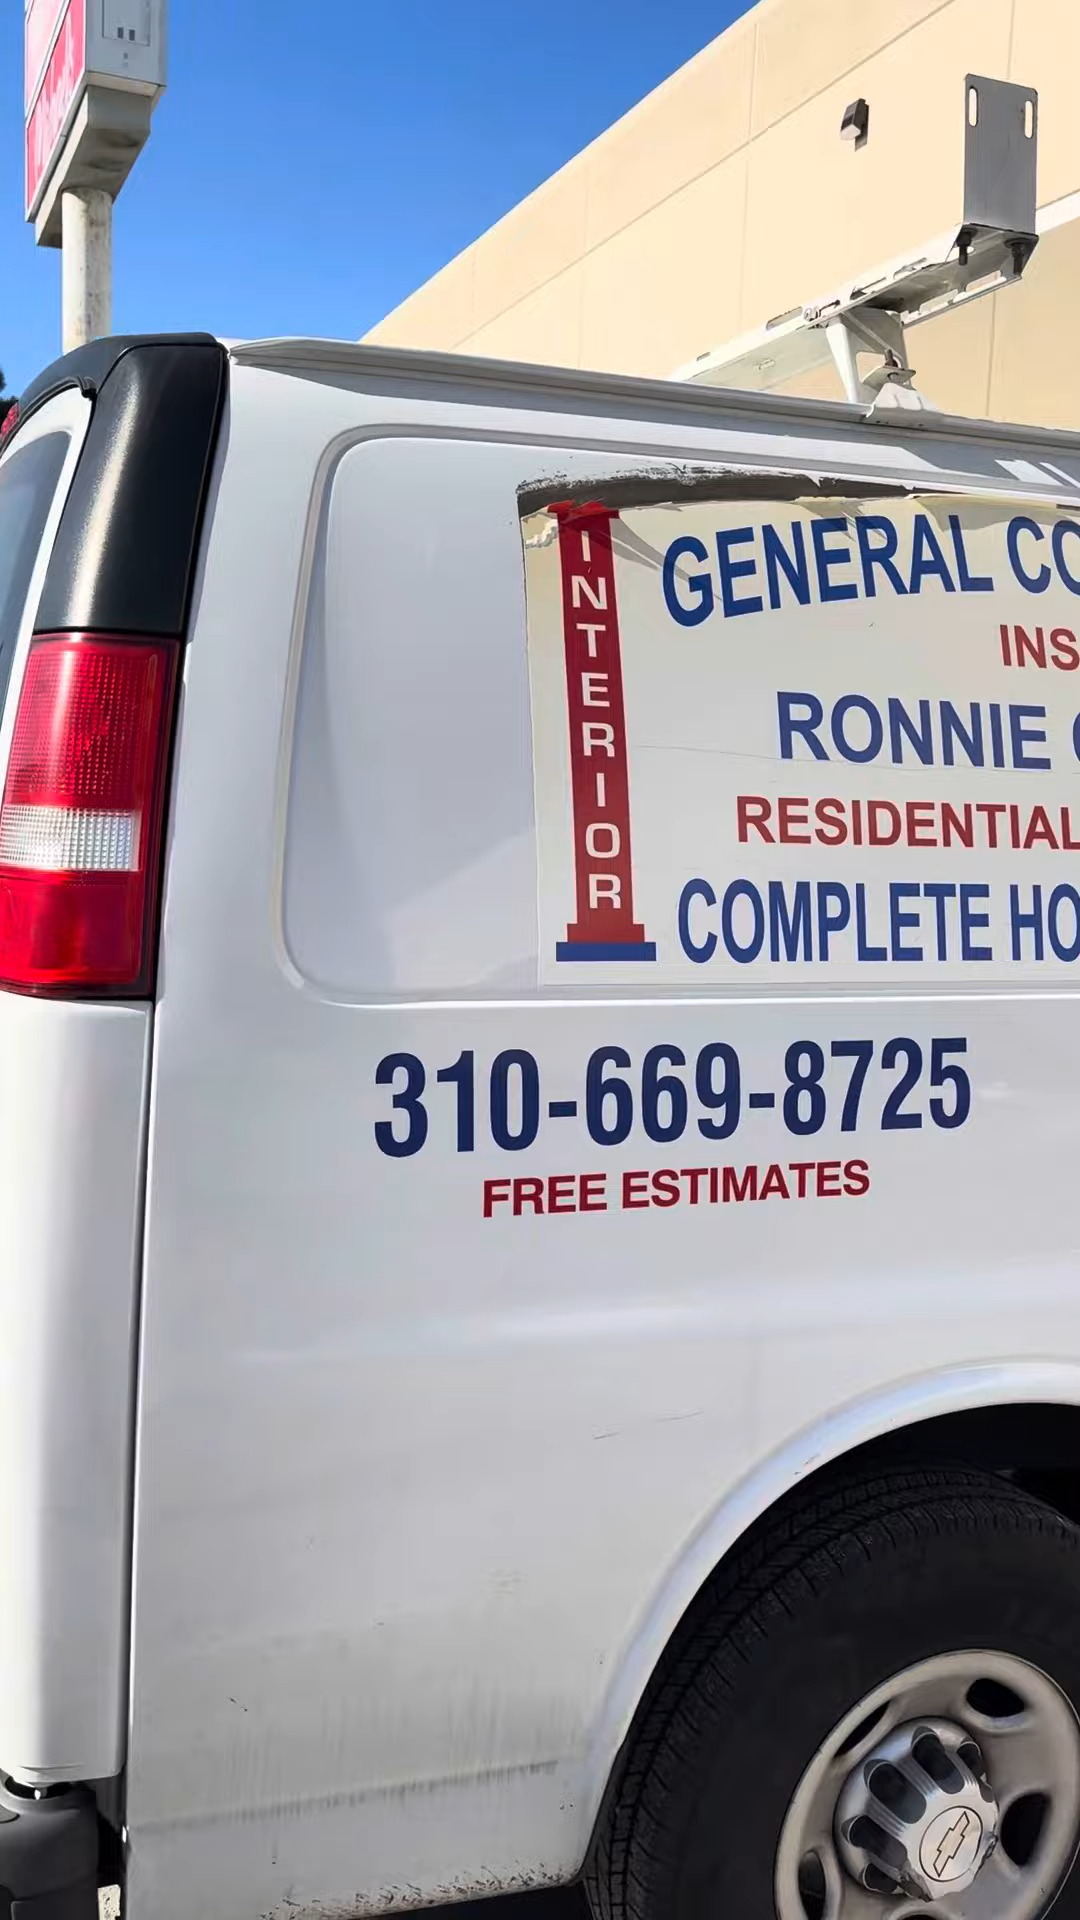 INTERIOR
GENERAL CO
INS
RONNIE
RESIDENTIAL
COMPLETE HO
310-669-8725
FREE ESTIMATES